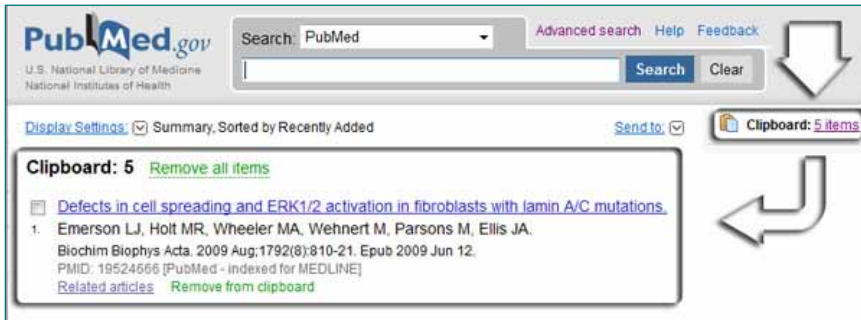 PubMed.gov
U.S. National Library of Medicine
National Institutes of Health
Search: PubMed
Advanced search Help Feedback
Search Clear
Display Settings: Summary, Sorted by Recently Added
Send to:
Clipboard: 5 items
Clipboard: 5 Remove all items
Defects in cell spreading and ERK1/2 activation in fibroblasts with lamin A/C mutations.
1. Emerson LJ, Holt MR, Wheeler MA, Wehnert M, Parsons M, Ellis JA.
Biochim Biophys Acta. 2009 Aug;1792(8):810-21. Epub 2009 Jun 12.
PMID: 19524666 [PubMed - indexed for MEDLINE]
Related articles Remove from clipboard